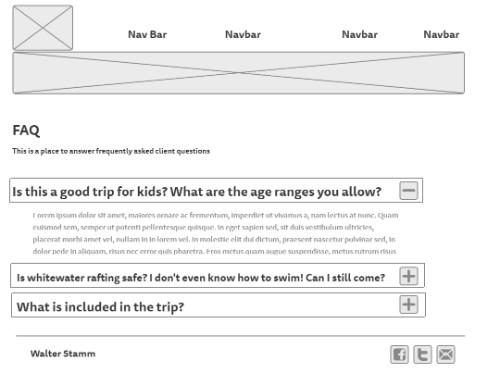 Nav Bar Navbar Navbar Navbar
FAQ
This is a place to answer frequently asked client questions
Is this a good trip for kids? What are the age ranges you allow?
Lorem ipsum dolor sit amet, maiores ornare ac fermentum, imperdiet ut vivamus a, nam lectus at nunc. Quam
euismod sem, semper ut potenti pellentesque quisque. In eget sapien sed, sit duis vestibulum ultricies,
placerat morbi amet vel, nullam in in lorem vel. In molestie elit dui dictum, praesent nascetur pulvinar sed, in
dolor pede in aliquam, risus nec error quis pharetra. Eros metus quam augue suspendisse, metus rutrum risus
Is whitewater rafting safe? I don't even know how to swim! Can I still come?
What is included in the trip?
Walter Stamm